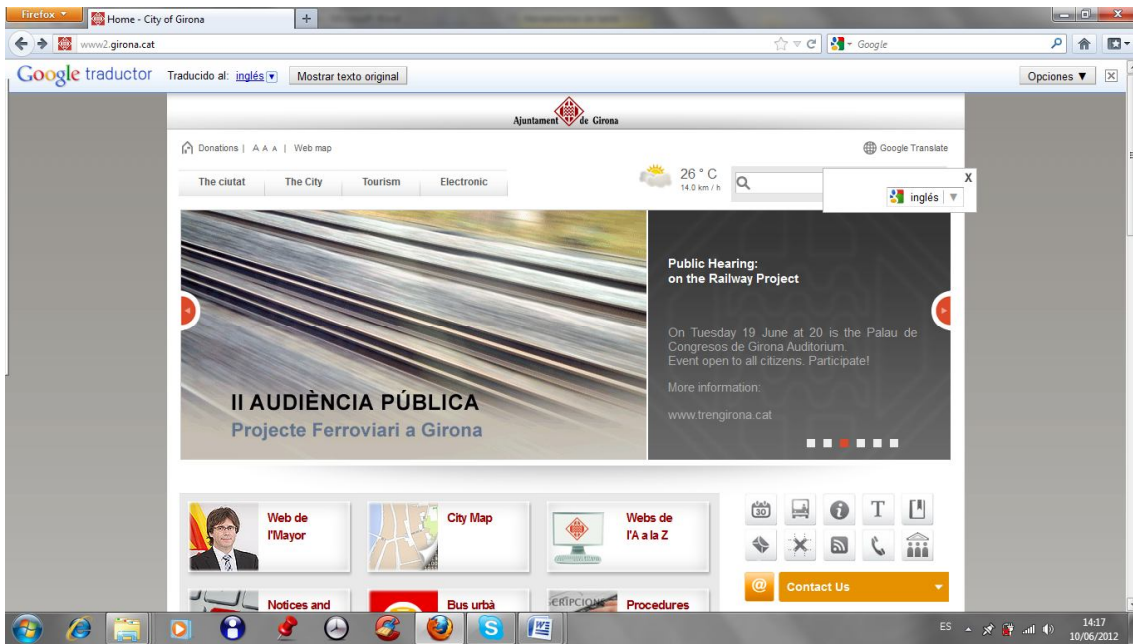 Firefox
Home - City of Girona
www2.girona.cat
Google
Google traductor Traducido al: inglés Mostrar texto original Opciones ▼ X
Ajuntament de Girona
Donations | A A A | Web map
Google Translate
The ciutat The City Tourism Electronic
26 ° C
14.0 km / h
X
inglés
Public Hearing:
on the Railway Project
On Tuesday 19 June at 20 is the Palau de
Congresos de Girona Auditorium.
Event open to all citizens. Participate!
More information:
www.trengirona.cat
II AUDIÈNCIA PÚBLICA
Projecte Ferroviari a Girona
Web de
l'Mayor
City Map
Webs de
l'A a la Z
30
T
@ Contact Us
Notices and
Bus urbà
Procedures
ES
14:17
10/06/2012